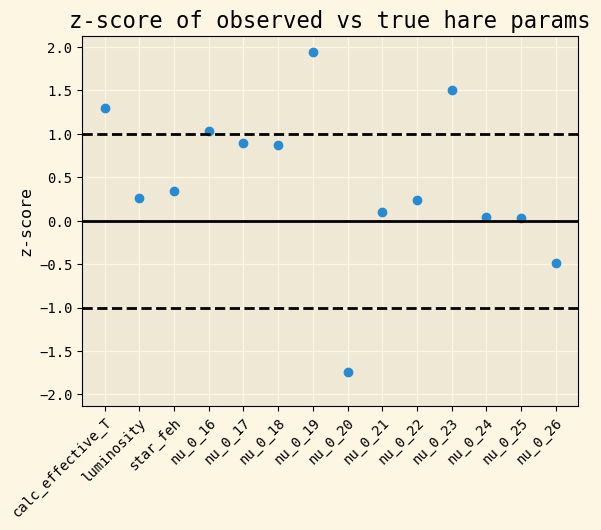 z-score of observed vs true hare params
z-score
2.0
1.5
1.0
0.5
0.0
−0.5
−1.0
−1.5
−2.0
calc_effective_T
luminosity
star_feh
nu_0_16
nu_0_17
nu_0_18
nu_0_19
nu_0_20
nu_0_21
nu_0_22
nu_0_23
nu_0_24
nu_0_25
nu_0_26